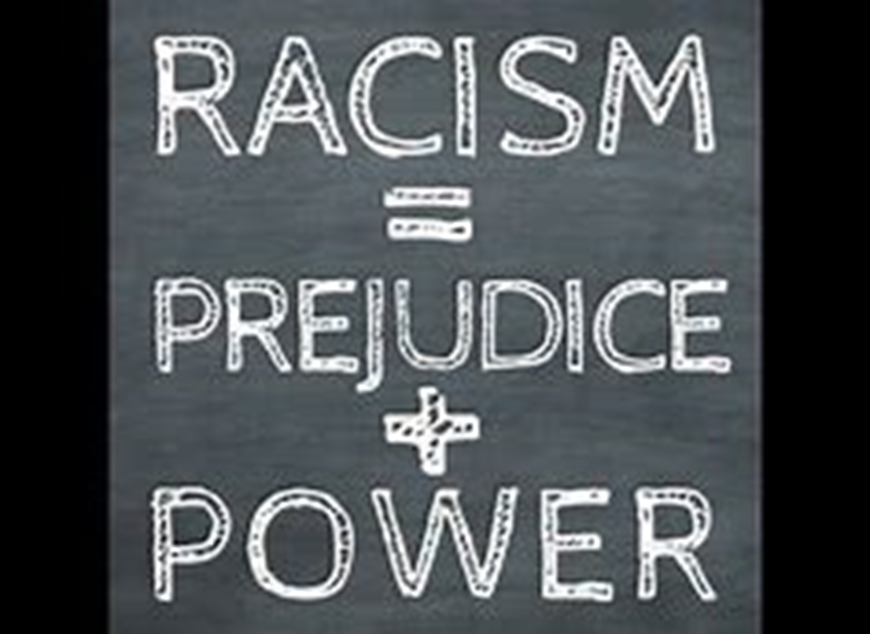 RACISM
=
PREJUDICE
+
POWER